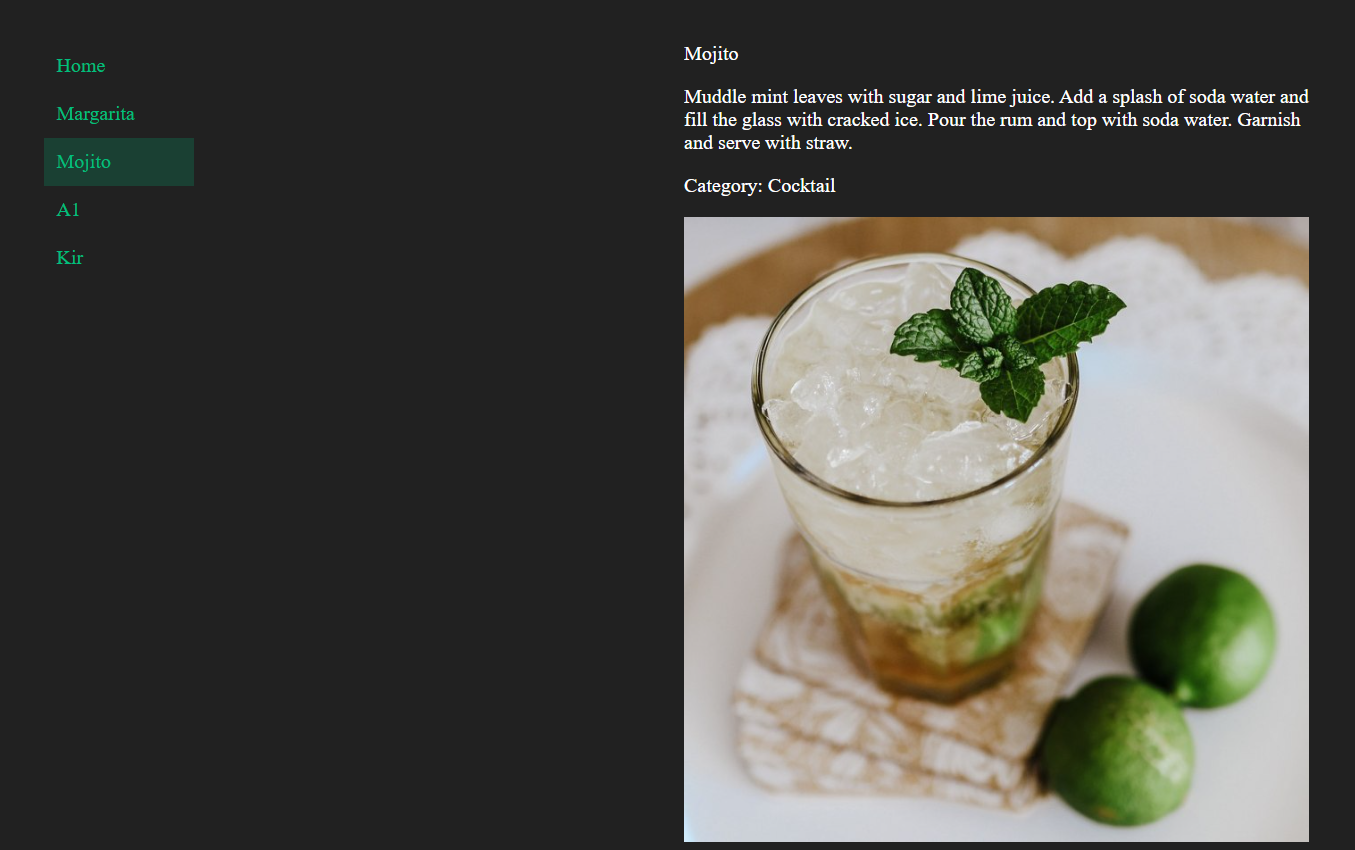 Home
Margarita
Mojito
A1
Kir
Mojito
Muddle mint leaves with sugar and lime juice. Add a splash of soda water and
fill the glass with cracked ice. Pour the rum and top with soda water. Garnish
and serve with straw.
Category: Cocktail